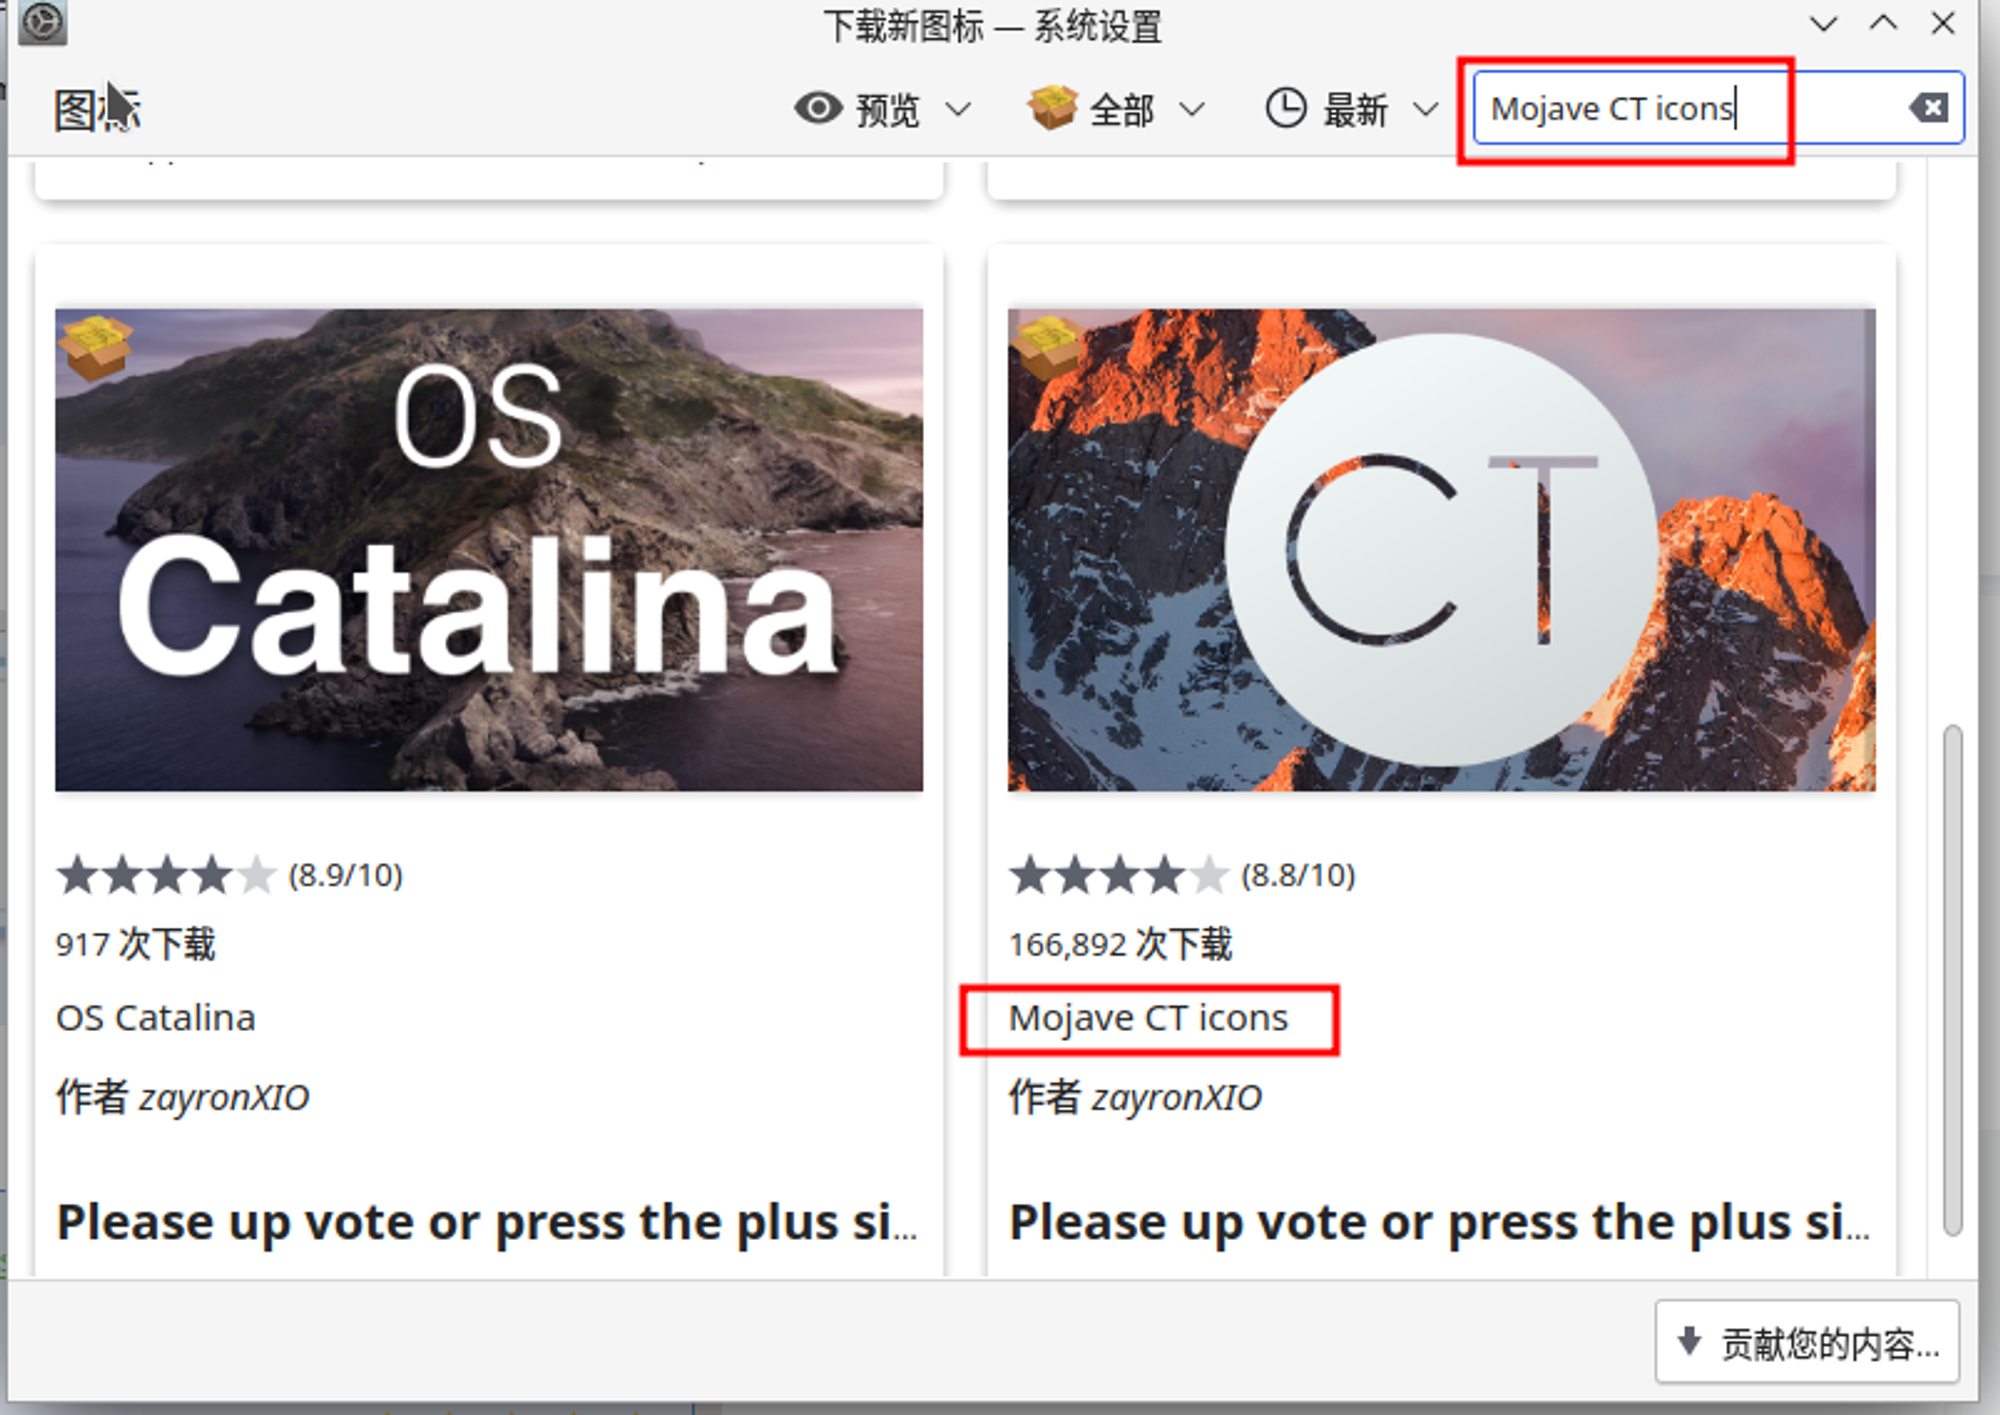 下载新图标 — 系统设置
图标
预览
全部
最新
Mojave CT icons
OS
Catalina
CT
(8.9/10)
(8.8/10)
917 次下载
166,892 次下载
OS Catalina
Mojave CT icons
作者 zayronXIO
作者 zayronXIO
Please up vote or press the plus si...
Please up vote or press the plus si...
贡献您的内容...